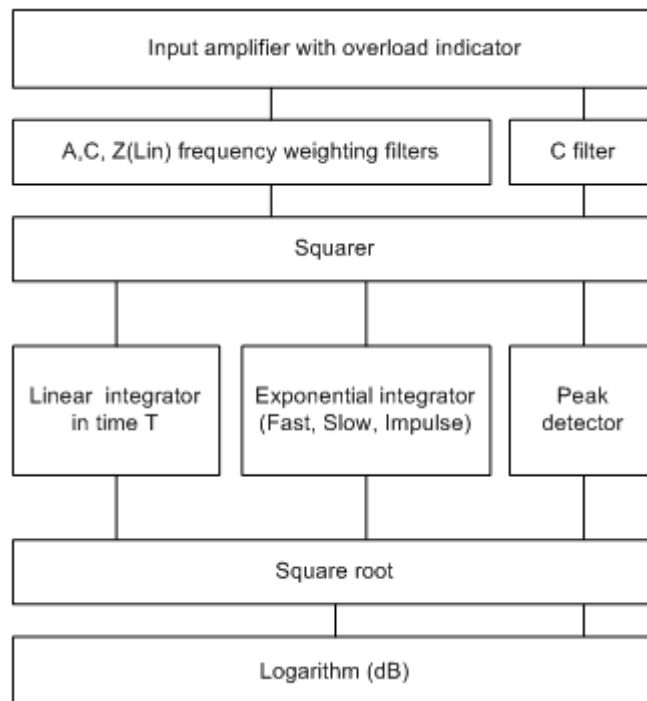 Input amplifier with overload indicator
A,C, Z(Lin) frequency weighting filters
C filter
Squarer
Linear integrator
in time T
Exponential integrator
(Fast, Slow, Impulse)
Peak
detector
Square root
Logarithm (dB)